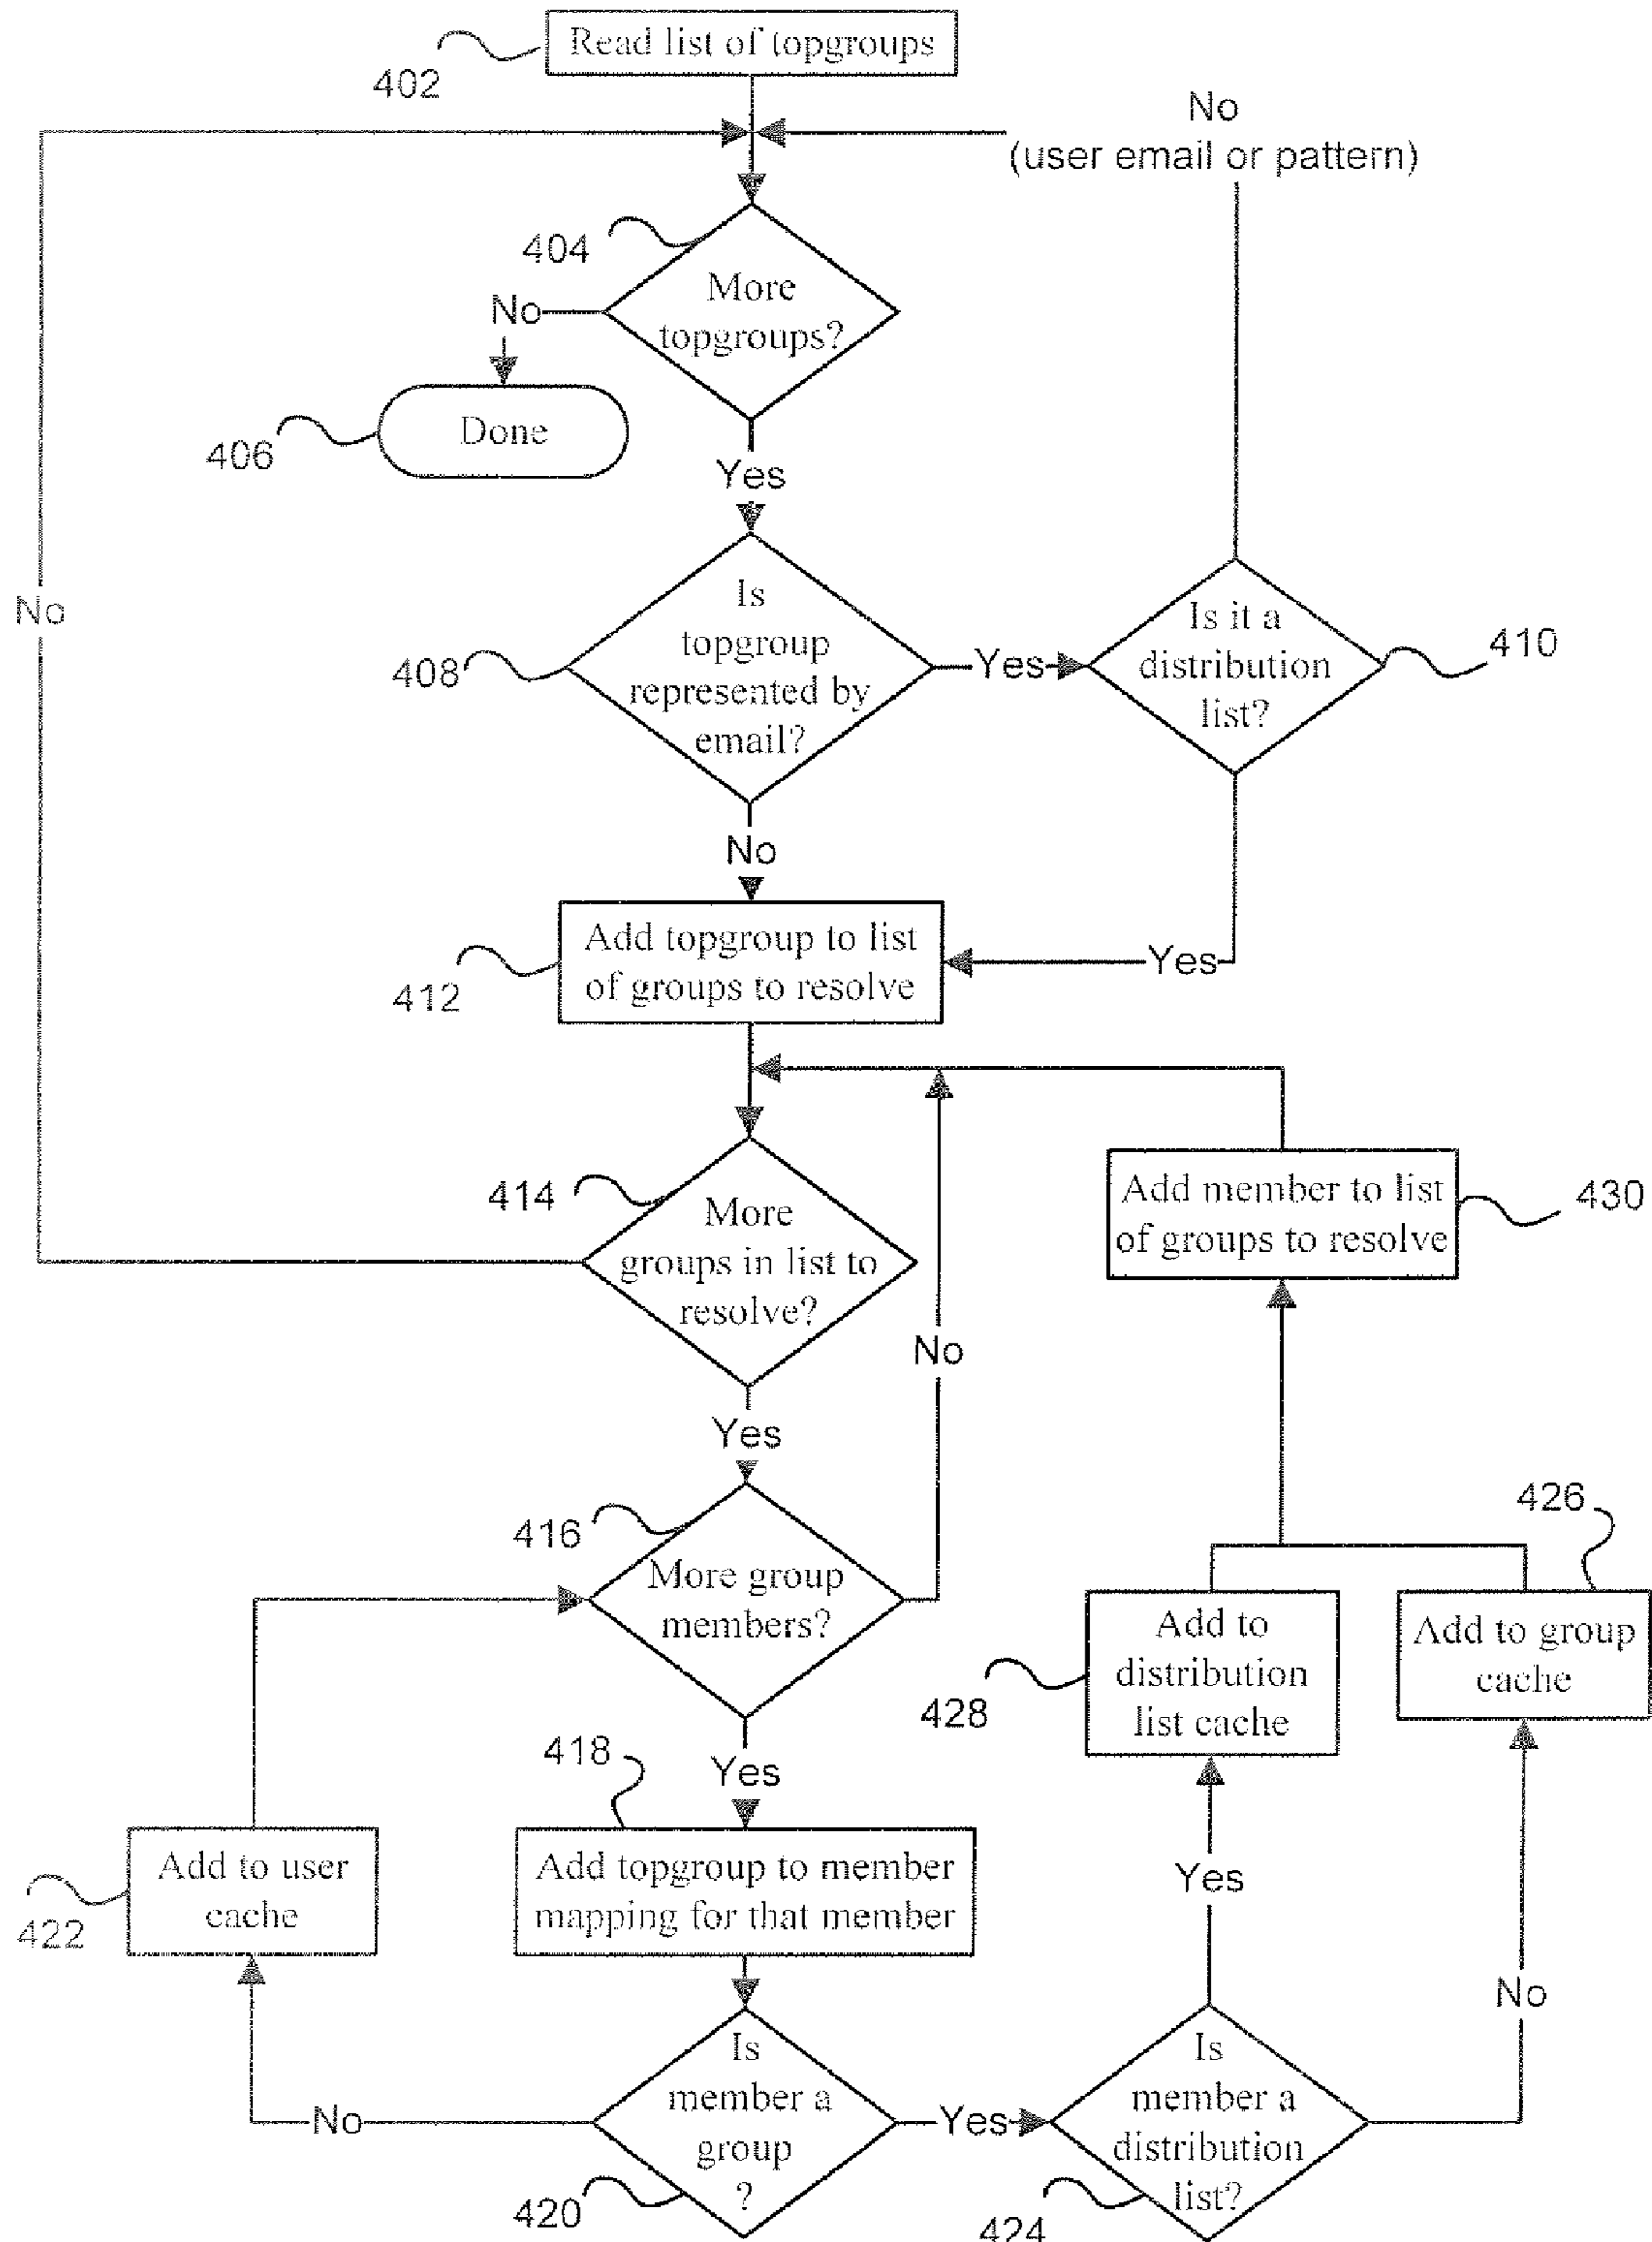 Read list of topgroups
402
No
(user email or pattern)
404
More
topgroups?
No
Done
406
Yes
No
Is
topgroup
represented by
email?
408
Yes
Is it a
distribution
list?
410
No
Add topgroup to list
of groups to resolve
412
Yes
414
More
groups in list to
resolve?
Add member to list
of groups to resolve
430
No
Yes
416
More group
members?
426
Add to
distribution
list cache
428
Add to group
cache
418
Yes
Add to user
cache
422
Add topgroup to member
mapping for that member
Yes
No
Is
member a
group
?
420
No
Yes
Is
member a
distribution
list?
424